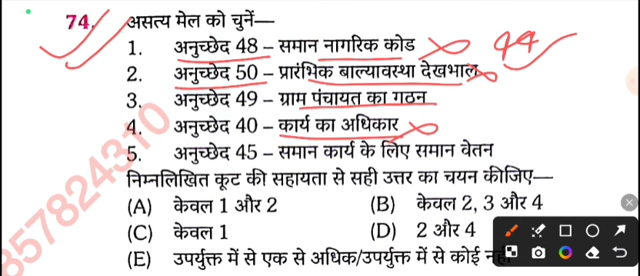 74. असत्य मेल को चुनें—
1. अनुच्छेद 48 – समान नागरिक कोड 44
2. अनुच्छेद 50 – प्रारंभिक बाल्यावस्था देखभाल
3. अनुच्छेद 49 – ग्राम पंचायत का गठन
4. अनुच्छेद 40 – कार्य का अधिकार
5. अनुच्छेद 45 – समान कार्य के लिए समान वेतन
निम्नलिखित कूट की सहायता से सही उत्तर का चयन कीजिए—
(A) केवल 1 और 2 (B) केवल 2, 3 और 4
(C) केवल 1 (D) 2 और 4
(E) उपर्युक्त में से एक से अधिक/उपर्युक्त में से कोई नहीं
857824310